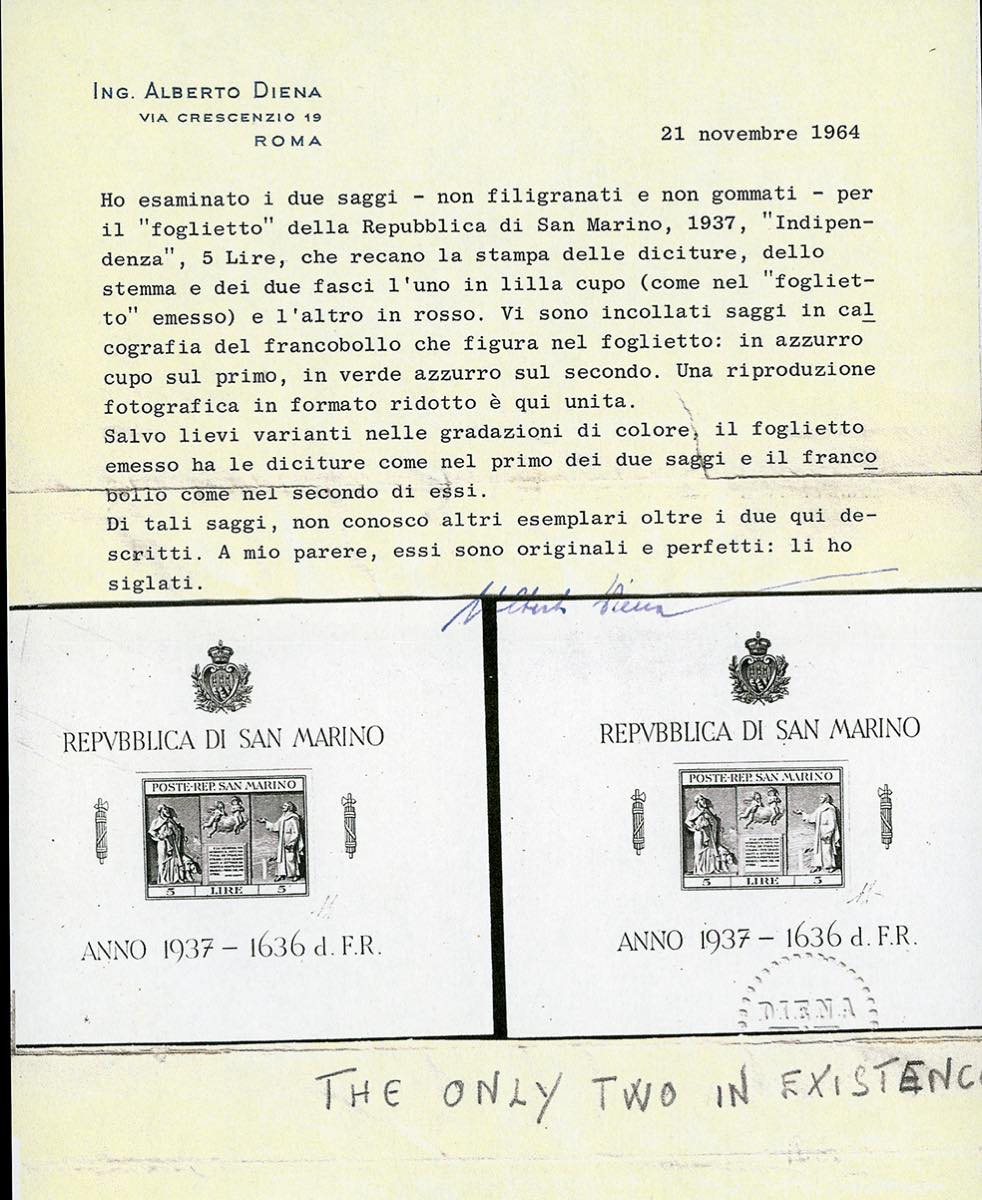 ING. ALBERTO DIENA
VIA CRESCENZIO 19
ROMA
21 novembre 1964
Ho esaminato i due saggi - non filigranati e non gommati - per
il "foglietto" della Repubblica di San Marino, 1937, "Indipen-
denza", 5 Lire, che recano la stampa delle diciture, dello
stemma e dei due fasci l'uno in lilla cupo (come nel "fogliet-
to" emesso) e l'altro in rosso. Vi sono incollati saggi in cal
cografia del francobollo che figura nel foglietto: in azzurro
cupo sul primo, in verde azzurro sul secondo. Una riproduzione
fotografica in formato ridotto è qui unita.
Salvo lievi varianti nelle gradazioni di colore, il foglietto
emesso ha le diciture come nel primo dei due saggi e il franco
bollo come nel secondo di essi.
Di tali saggi, non conosco altri esemplari oltre i due qui de-
scritti. A mio parere, essi sono originali e perfetti: li ho
siglati.
Alberto Diena
REPVBBLICA DI SAN MARINO
POSTE-REP. SAN MARINO
5 LIRE 5
ANNO 1937 - 1636 d. F.R.
REPVBBLICA DI SAN MARINO
POSTE-REP. SAN MARINO
5 LIRE 5
ANNO 1937 - 1636 d. F.R.
DIENA
THE ONLY TWO IN EXISTENC